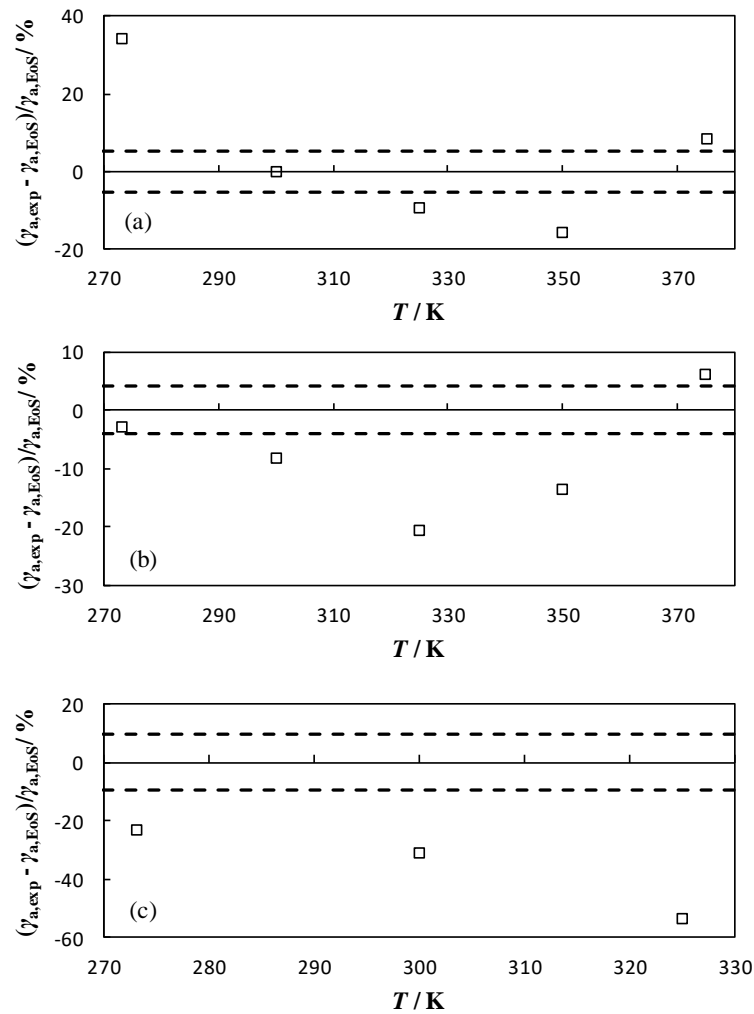 40
20
0
-20
(γa,exp - γa,EoS)/γa,EoS/ %
(a)
270 290 310 330 350 370
T / K
10
0
-10
-20
-30
(γa,exp - γa,EoS)/γa,EoS/ %
(b)
270 290 310 330 350 370
T / K
20
0
-20
-40
-60
(γa,exp - γa,EoS)/γa,EoS/ %
(c)
270 280 290 300 310 320 330
T / K